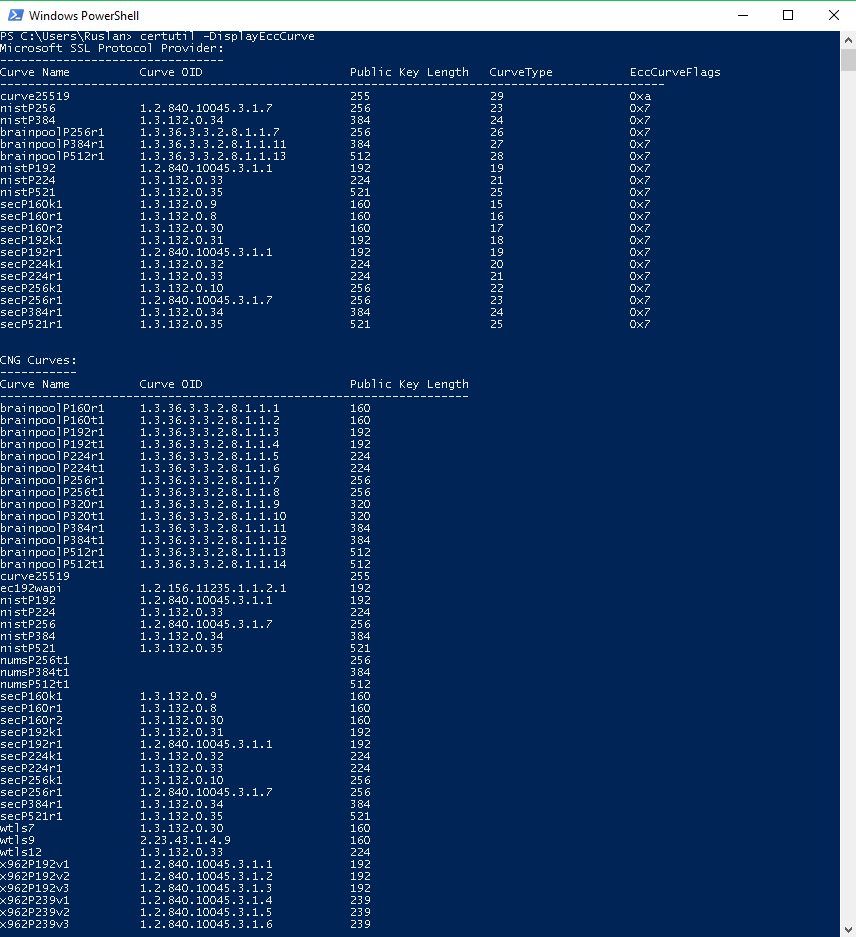 Windows PowerShell
PS C:\Users\Ruslan> certutil -DisplayEccCurve
Microsoft SSL Protocol Provider:
--------------------------------
Curve Name          Curve OID                     Public Key Length   CurveType           EccCurveFlags
-----------------------------------------------------------------------------------------------
curve25519                                        255                 29                  0xa
nistP256            1.2.840.10045.3.1.7           256                 23                  0x7
nistP384            1.3.132.0.34                  384                 24                  0x7
brainpoolP256r1     1.3.36.3.3.2.8.1.1.7          256                 26                  0x7
brainpoolP384r1     1.3.36.3.3.2.8.1.1.11         384                 27                  0x7
brainpoolP512r1     1.3.36.3.3.2.8.1.1.13         512                 28                  0x7
nistP192            1.2.840.10045.3.1.1           192                 19                  0x7
nistP224            1.3.132.0.33                  224                 21                  0x7
nistP521            1.3.132.0.35                  521                 25                  0x7
secP160k1           1.3.132.0.9                   160                 15                  0x7
secP160r1           1.3.132.0.8                   160                 16                  0x7
secP160r2           1.3.132.0.30                  160                 17                  0x7
secP192k1           1.3.132.0.31                  192                 18                  0x7
secP192r1           1.2.840.10045.3.1.1           192                 19                  0x7
secP224k1           1.3.132.0.32                  224                 20                  0x7
secP224r1           1.3.132.0.33                  224                 21                  0x7
secP256k1           1.3.132.0.10                  256                 22                  0x7
secP256r1           1.2.840.10045.3.1.7           256                 23                  0x7
secP384r1           1.3.132.0.34                  384                 24                  0x7
secP521r1           1.3.132.0.35                  521                 25                  0x7
CNG Curves:
-----------
Curve Name          Curve OID                     Public Key Length
-------------------------------------------------------------------
brainpoolP160r1     1.3.36.3.3.2.8.1.1.1          160
brainpoolP160t1     1.3.36.3.3.2.8.1.1.2          160
brainpoolP192r1     1.3.36.3.3.2.8.1.1.3          192
brainpoolP192t1     1.3.36.3.3.2.8.1.1.4          192
brainpoolP224r1     1.3.36.3.3.2.8.1.1.5          224
brainpoolP224t1     1.3.36.3.3.2.8.1.1.6          224
brainpoolP256r1     1.3.36.3.3.2.8.1.1.7          256
brainpoolP256t1     1.3.36.3.3.2.8.1.1.8          256
brainpoolP320r1     1.3.36.3.3.2.8.1.1.9          320
brainpoolP320t1     1.3.36.3.3.2.8.1.1.10         320
brainpoolP384r1     1.3.36.3.3.2.8.1.1.11         384
brainpoolP384t1     1.3.36.3.3.2.8.1.1.12         384
brainpoolP512r1     1.3.36.3.3.2.8.1.1.13         512
brainpoolP512t1     1.3.36.3.3.2.8.1.1.14         512
curve25519                                        255
ec192wapi           1.2.156.11235.1.1.2.1         192
nistP192            1.2.840.10045.3.1.1           192
nistP224            1.3.132.0.33                  224
nistP256            1.2.840.10045.3.1.7           256
nistP384            1.3.132.0.34                  384
nistP521            1.3.132.0.35                  521
numsP256t1                                        256
numsP384t1                                        384
numsP512t1                                        512
secP160k1           1.3.132.0.9                   160
secP160r1           1.3.132.0.8                   160
secP160r2           1.3.132.0.30                  160
secP192k1           1.3.132.0.31                  192
secP192r1           1.2.840.10045.3.1.1           192
secP224k1           1.3.132.0.32                  224
secP224r1           1.3.132.0.33                  224
secP256k1           1.3.132.0.10                  256
secP256r1           1.2.840.10045.3.1.7           256
secP384r1           1.3.132.0.34                  384
secP521r1           1.3.132.0.35                  521
wtls7               1.3.132.0.30                  160
wtls9               2.23.43.1.4.9                 160
wtls12              1.3.132.0.33                  224
x962P192v1          1.2.840.10045.3.1.1           192
x962P192v2          1.2.840.10045.3.1.2           192
x962P192v3          1.2.840.10045.3.1.3           192
x962P239v1          1.2.840.10045.3.1.4           239
x962P239v2          1.2.840.10045.3.1.5           239
x962P239v3          1.2.840.10045.3.1.6           239